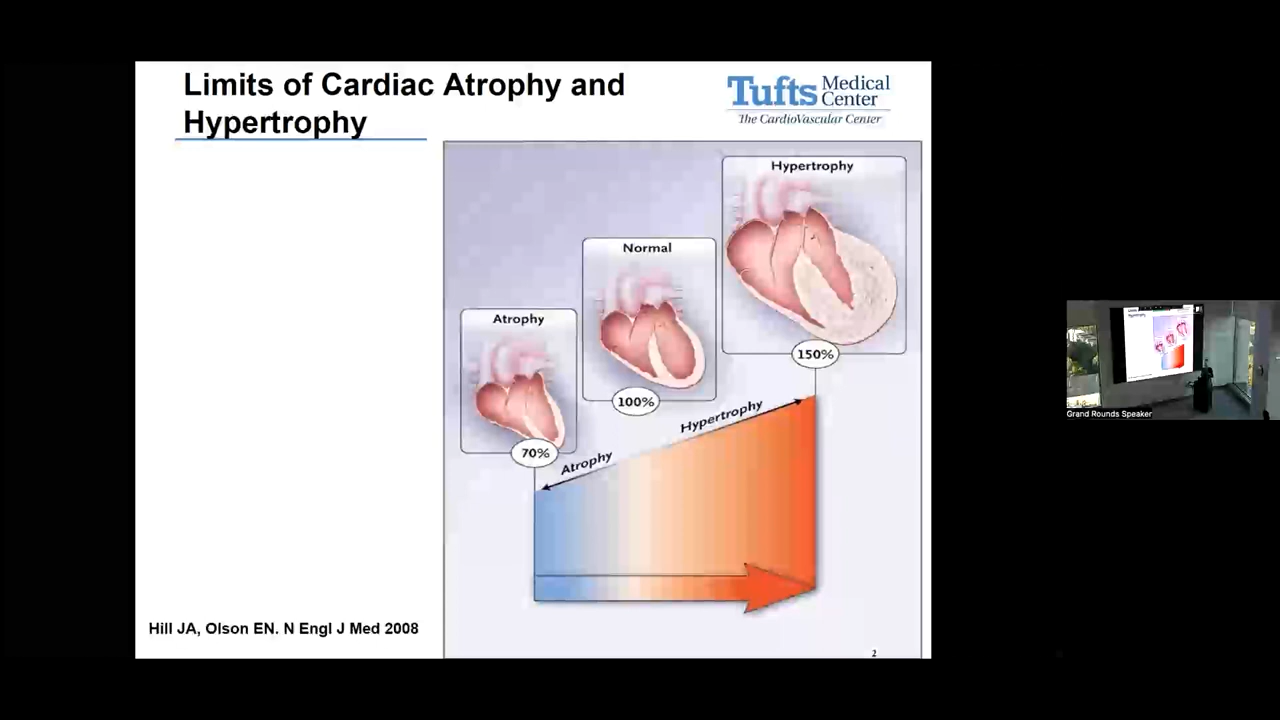 Limits of Cardiac Atrophy and
Hypertrophy
Tufts Medical
Center
The CardioVascular Center
Hypertrophy
Normal
Atrophy
150%
100%
70%
Hypertrophy
Atrophy
Hill JA, Olson EN. N Engl J Med 2008
2
Grand Rounds Speaker